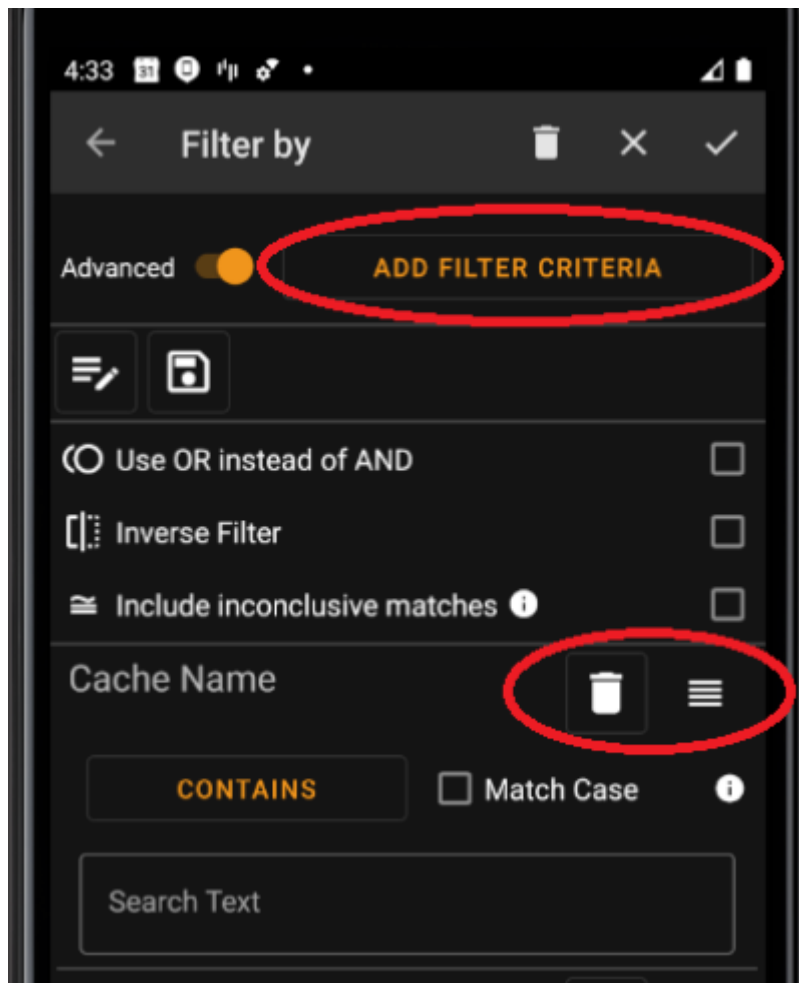 4:33 31
Filter by
Advanced ADD FILTER CRITERIA
Use OR instead of AND
Inverse Filter
Include inconclusive matches
Cache Name
CONTAINS Match Case
Search Text